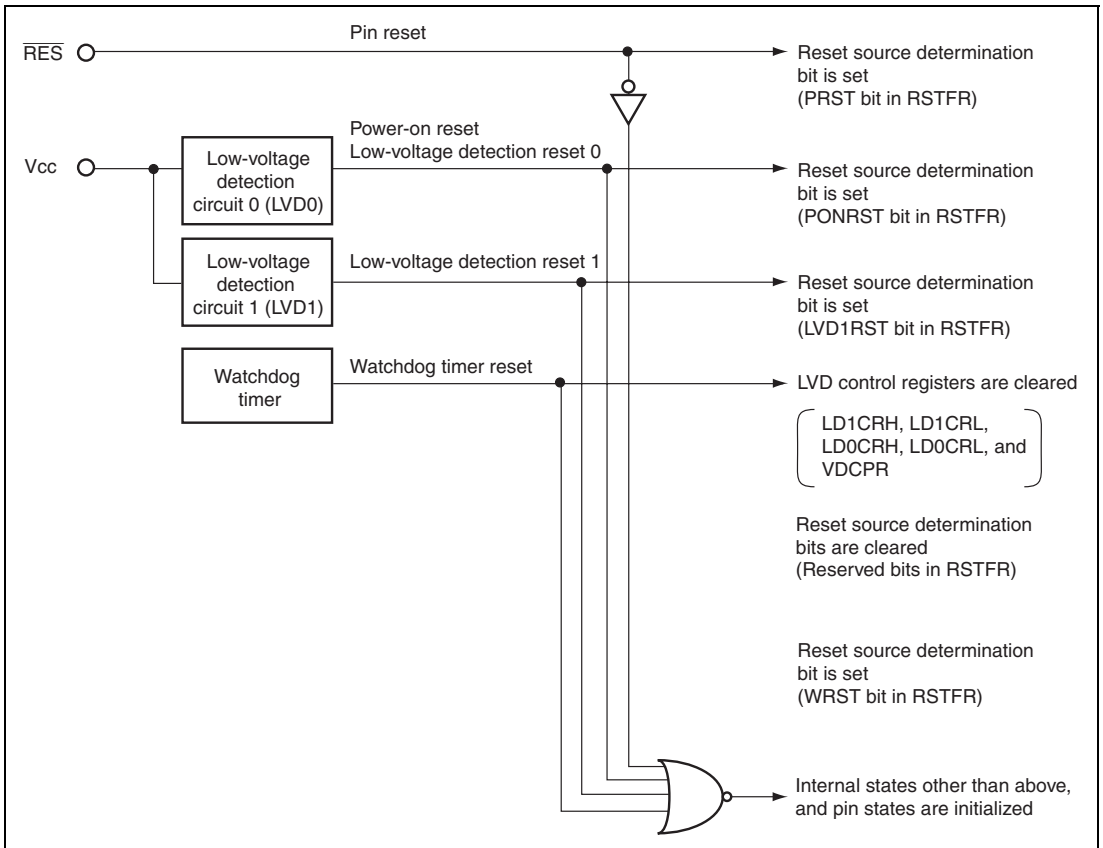 Pin reset
RES
Reset source determination
bit is set
(PRST bit in RSTFR)
Power-on reset
Low-voltage detection reset 0
Vcc
Low-voltage
detection
circuit 0 (LVD0)
Reset source determination
bit is set
(PONRST bit in RSTFR)
Low-voltage detection reset 1
Low-voltage
detection
circuit 1 (LVD1)
Reset source determination
bit is set
(LVD1RST bit in RSTFR)
Watchdog timer reset
Watchdog
timer
LVD control registers are cleared
LD1CRH, LD1CRL,
LD0CRH, LD0CRL, and
VDCPR
Reset source determination
bits are cleared
(Reserved bits in RSTFR)
Reset source determination
bit is set
(WRST bit in RSTFR)
Internal states other than above,
and pin states are initialized